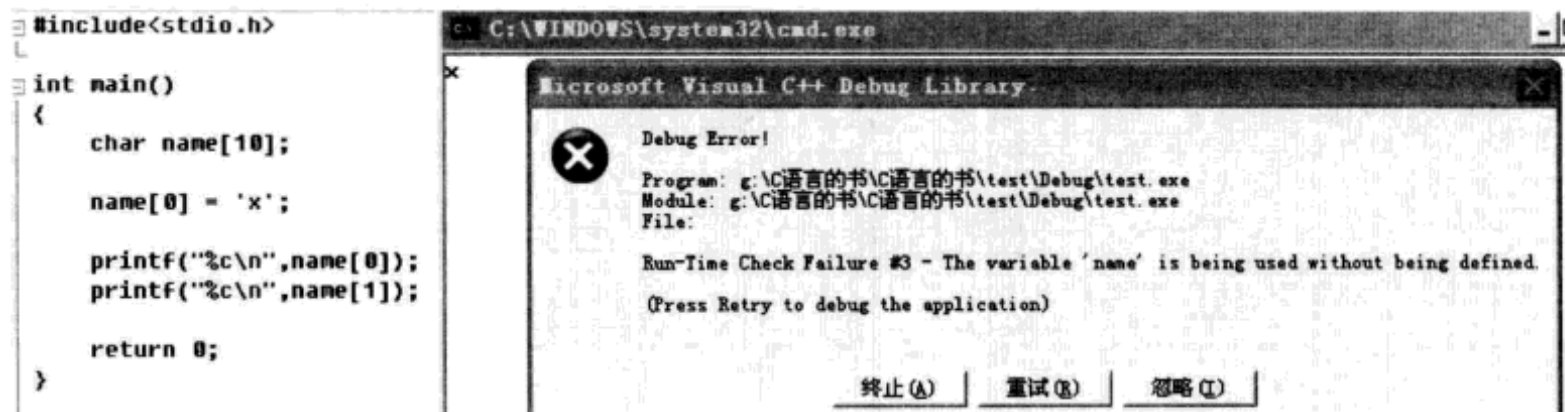 #include<stdio.h>
int main()
{
char name[10];
name[0] = 'x';
printf("%c\n",name[0]);
printf("%c\n",name[1]);
return 0;
}
C:\WINDOWS\system32\cmd.exe
x
Microsoft Visual C++ Debug Library
Debug Error!
Program: g:\C语言的书\C语言的书\test\Debug\test.exe
Module: g:\C语言的书\C语言的书\test\Debug\test.exe
File:
Run-Time Check Failure #3 - The variable 'name' is being used without being defined.
(Press Retry to debug the application)
终止(A) 重试(R) 忽略(I)